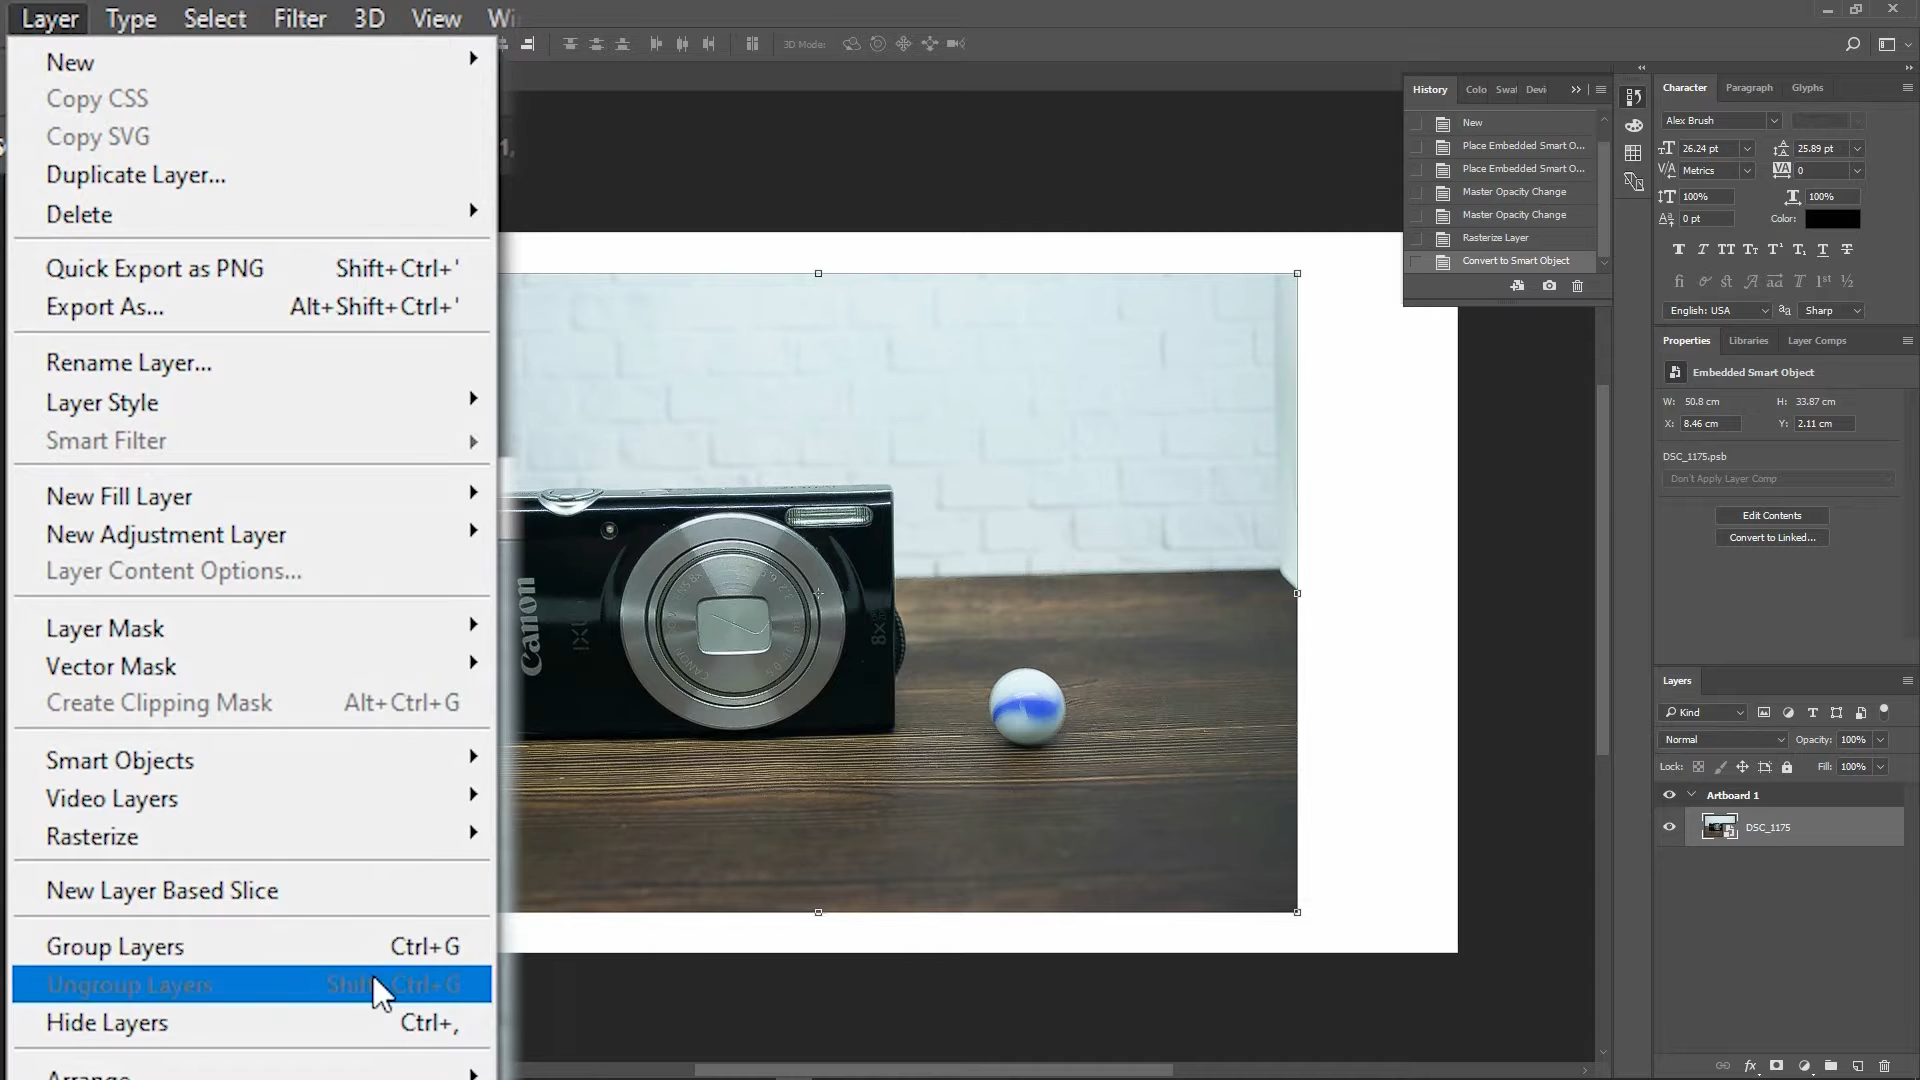 Layer Type Select Filter 3D View
New
Copy CSS
Copy SVG
Duplicate Layer...
Delete
Quick Export as PNG Shift+Ctrl+'
Export As... Alt+Shift+Ctrl+'
Rename Layer...
Layer Style
Smart Filter
New Fill Layer
New Adjustment Layer
Layer Content Options...
Layer Mask
Vector Mask
Create Clipping Mask Alt+Ctrl+G
Smart Objects
Video Layers
Rasterize
New Layer Based Slice
Group Layers Ctrl+G
Ungroup Layers Shift+Ctrl+G
Hide Layers Ctrl+,
Arrange
3D Mode:
Canon
IXUS
8x
CANON
History Colo Swat Devi
New
Place Embedded Smart O...
Place Embedded Smart O...
Master Opacity Change
Master Opacity Change
Rasterize Layer
Convert to Smart Object
Character Paragraph Glyphs
Alex Brush
26.24 pt 25.89 pt
Metrics 0
100% 100%
0 pt Color:
English: USA Sharp
Properties Libraries Layer Comps
Embedded Smart Object
W: 50.8 cm H: 33.87 cm
X: 8.46 cm Y: 2.11 cm
DSC_1175.psb
Don't Apply Layer Comp
Edit Contents
Convert to Linked...
Layers
Kind
Normal Opacity: 100%
Lock: Fill: 100%
Artboard 1
DSC_1175